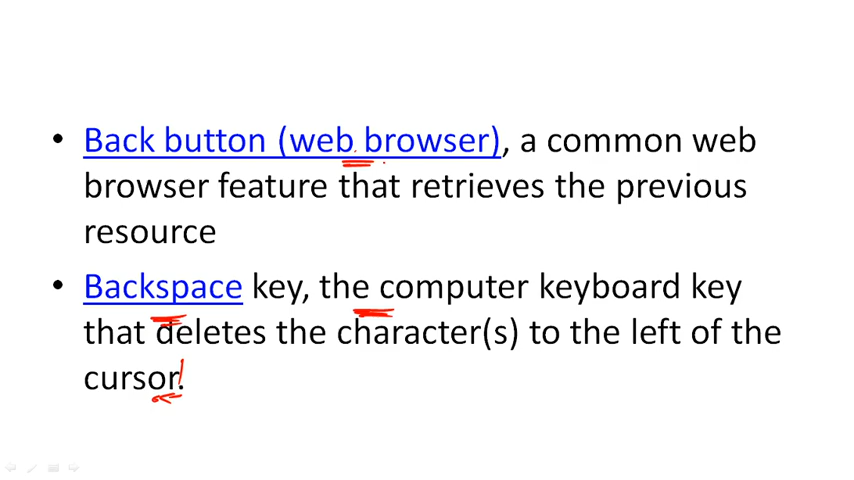 • Back button (web browser), a common web
browser feature that retrieves the previous
resource
• Backspace key, the computer keyboard key
that deletes the character(s) to the left of the
cursor.